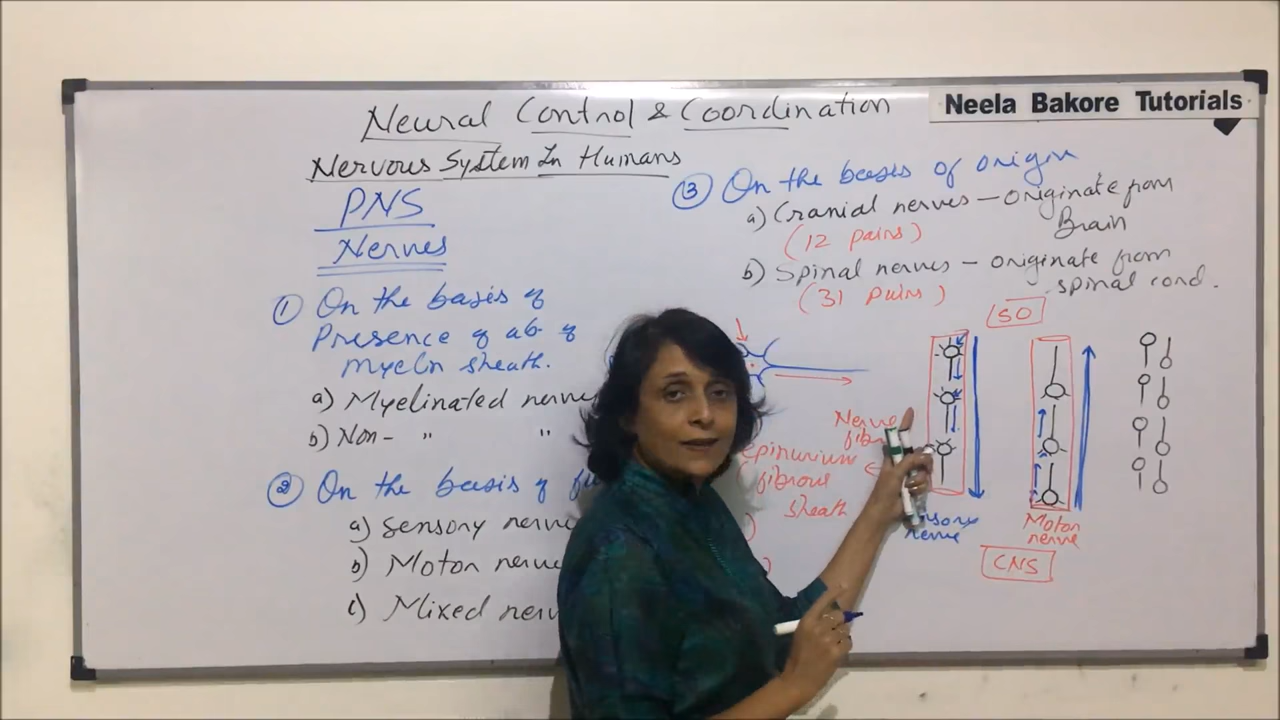 Neela Bakore Tutorials
Neural Control & Coordination
Nervous System In Humans
PNS
Nerves
① On the basis of
Presence of ab. of
myelin sheath.
a) Myelinated nerves
b) Non- " "
② On the basis of
a) Sensory nerve
b) Motor nerve
c) Mixed
③ On the basis of origin
a) Cranial nerves – originate from
Brain
(12 pairs)
b) Spinal nerves – originate from
spinal cord.
(31 pairs)
SO
Nerve
epinurium
fibrous
sheath
nerve
Motor
nerve
CNS